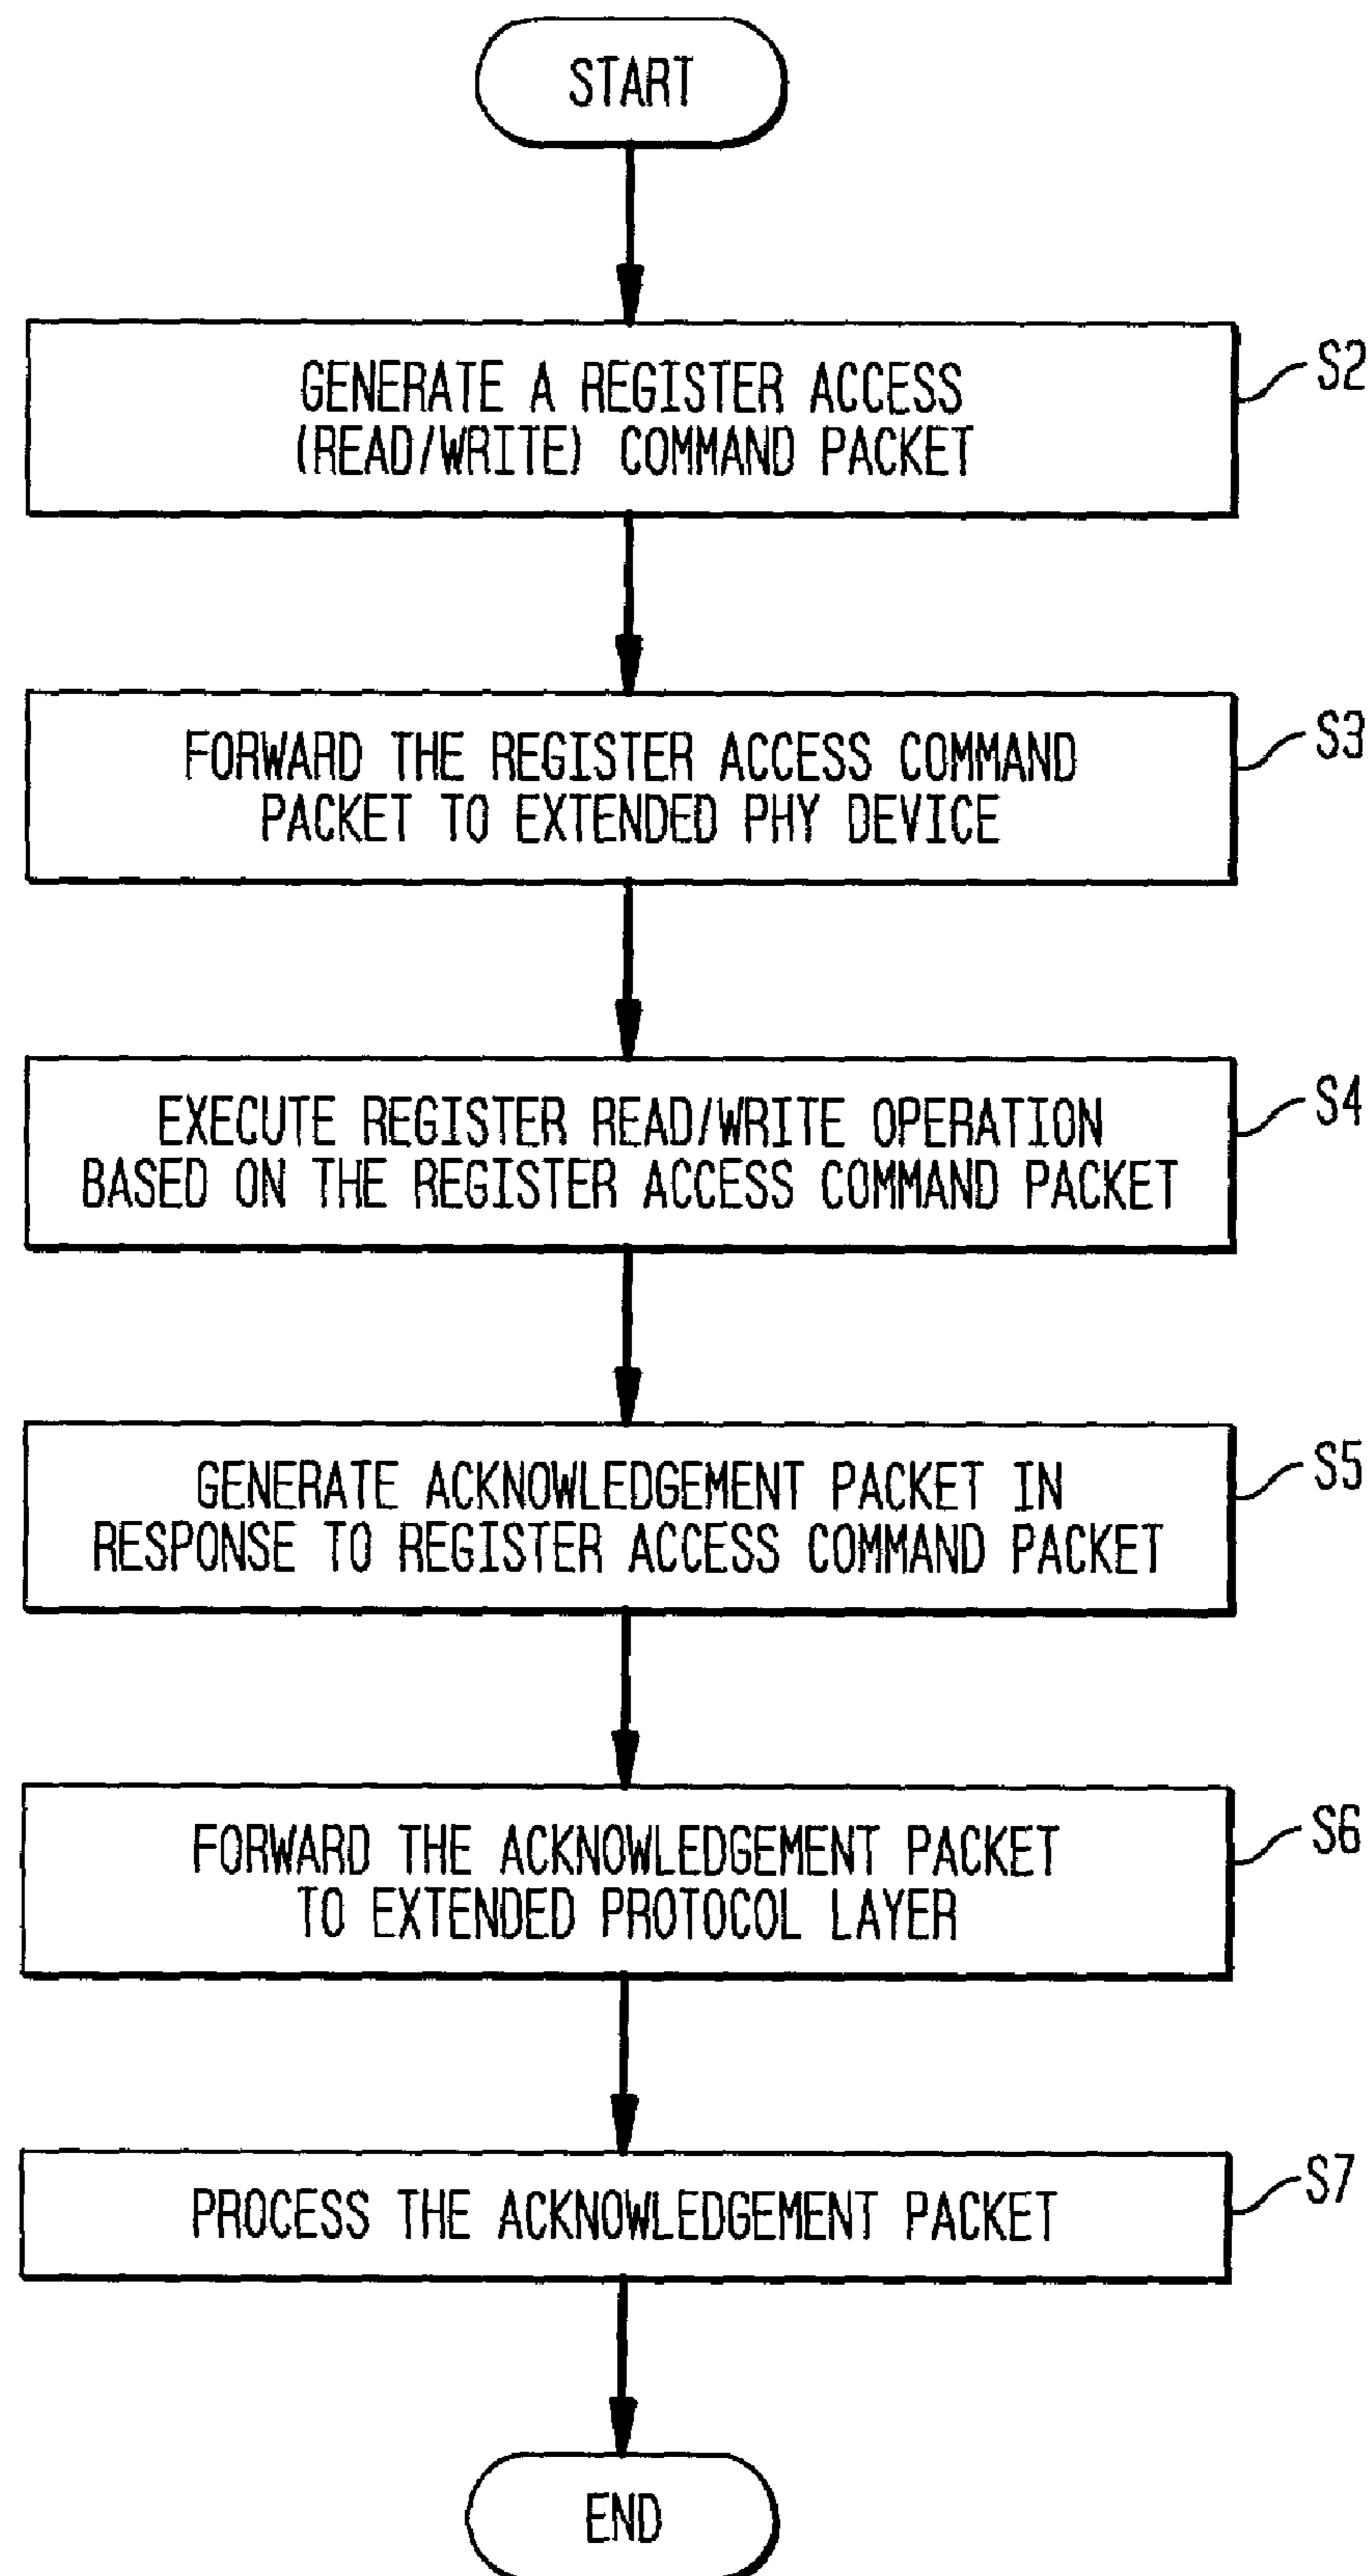 START
GENERATE A REGISTER ACCESS
(READ/WRITE) COMMAND PACKET
S2
FORWARD THE REGISTER ACCESS COMMAND
PACKET TO EXTENDED PHY DEVICE
S3
EXECUTE REGISTER READ/WRITE OPERATION
BASED ON THE REGISTER ACCESS COMMAND PACKET
S4
GENERATE ACKNOWLEDGEMENT PACKET IN
RESPONSE TO REGISTER ACCESS COMMAND PACKET
S5
FORWARD THE ACKNOWLEDGEMENT PACKET
TO EXTENDED PROTOCOL LAYER
S6
PROCESS THE ACKNOWLEDGEMENT PACKET
S7
END